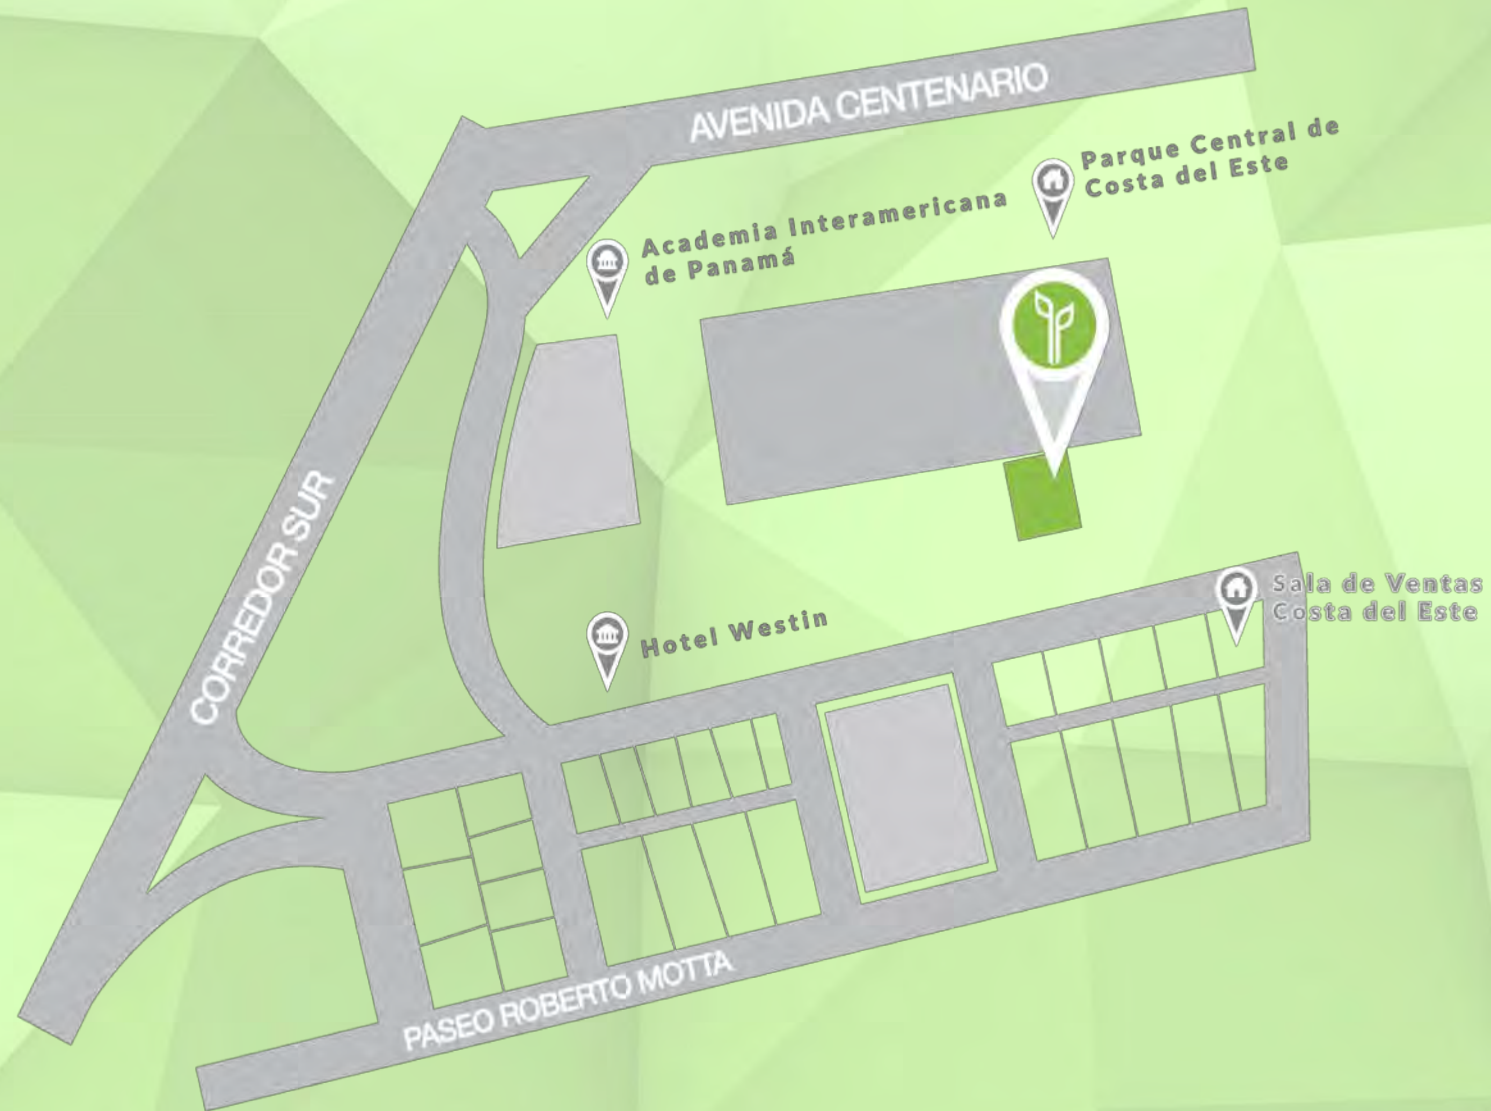 AVENIDA CENTENARIO
Parque Central de
Costa del Este
Academia Interamericana
de Panamá
CORREDOR SUR
Sala de Ventas
Costa del Este
Hotel Westin
PASEO ROBERTO MOTTA